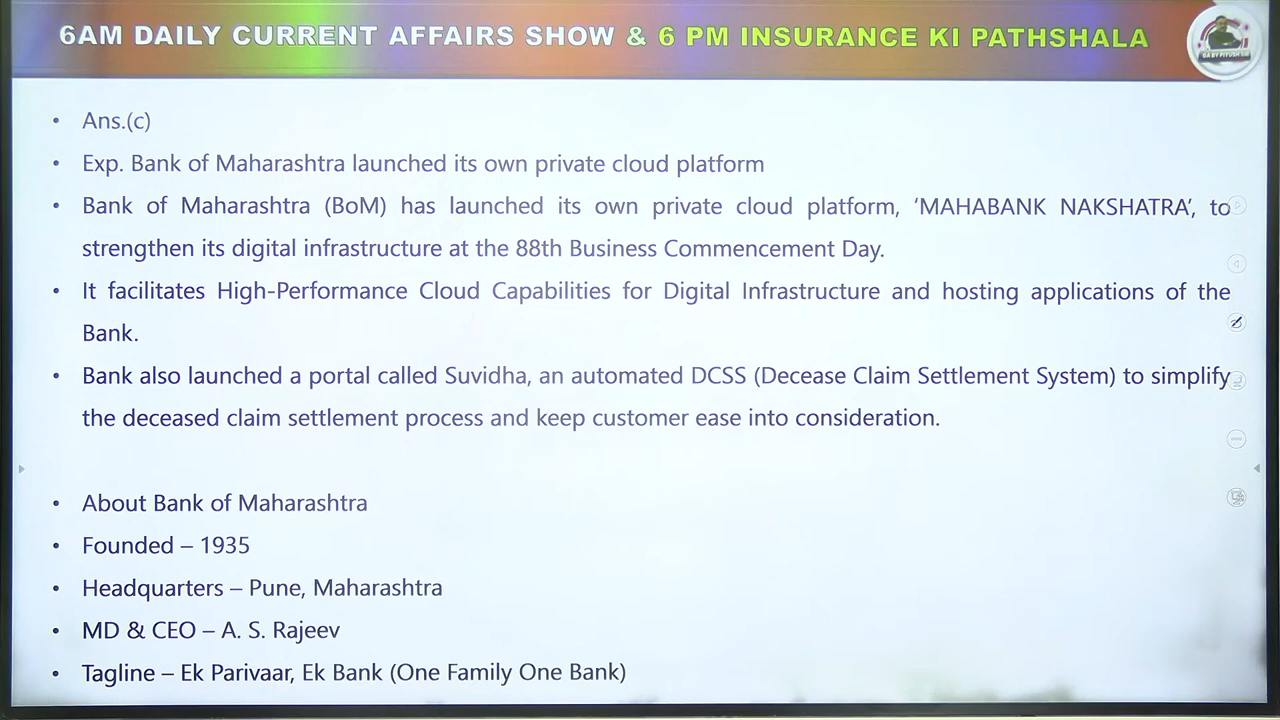 6AM DAILY CURRENT AFFAIRS SHOW & 6 PM INSURANCE KI PATHSHALA
• Ans.(c)
• Exp. Bank of Maharashtra launched its own private cloud platform
• Bank of Maharashtra (BoM) has launched its own private cloud platform, ‘MAHABANK NAKSHATRA’, to
strengthen its digital infrastructure at the 88th Business Commencement Day.
• It facilitates High-Performance Cloud Capabilities for Digital Infrastructure and hosting applications of the
Bank.
• Bank also launched a portal called Suvidha, an automated DCSS (Decease Claim Settlement System) to simplify
the deceased claim settlement process and keep customer ease into consideration.
• About Bank of Maharashtra
• Founded – 1935
• Headquarters – Pune, Maharashtra
• MD & CEO – A. S. Rajeev
• Tagline – Ek Parivaar, Ek Bank (One Family One Bank)